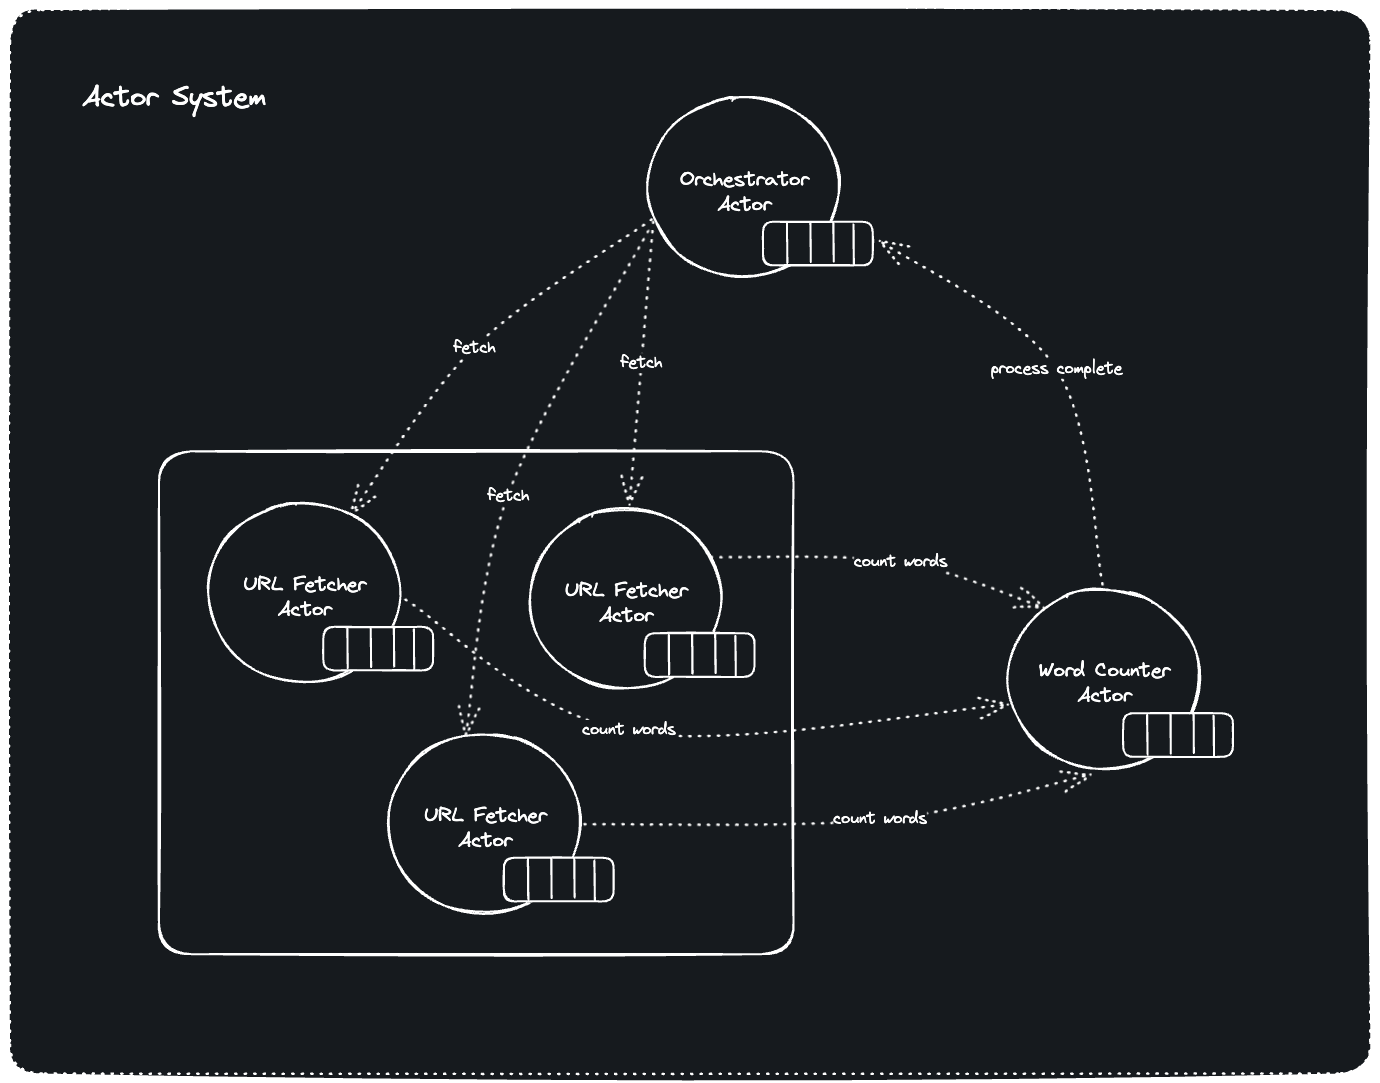 Actor System
Orchestrator
Actor
fetch
fetch
process complete
fetch
count words
URL Fetcher
Actor
URL Fetcher
Actor
Word Counter
Actor
count words
URL Fetcher
Actor
count words